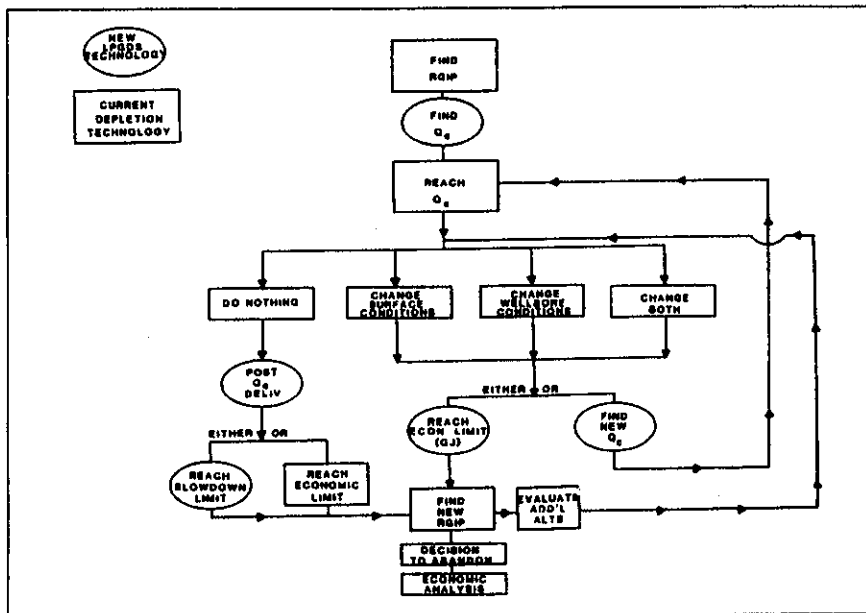 NEW
LPGDS
TECHNOLOGY
CURRENT
DEPLETION
TECHNOLOGY
FIND
RGIP
FIND
Qc
REACH
Qc
DO NOTHING
CHANGE
SURFACE
CONDITIONS
CHANGE
WELLBORE
CONDITIONS
CHANGE
BOTH
POST
Qc
DELIV
EITHER OR
REACH
BLOWDOWN
LIMIT
REACH
ECONOMIC
LIMIT
EITHER OR
REACH
ECON LIMIT
(QJ)
FIND
NEW
Qc
FIND
NEW
RGIP
EVALUATE
ADD'L
ALTS
DECISION
TO ABANDON
ECONOMIC
ANALYSIS